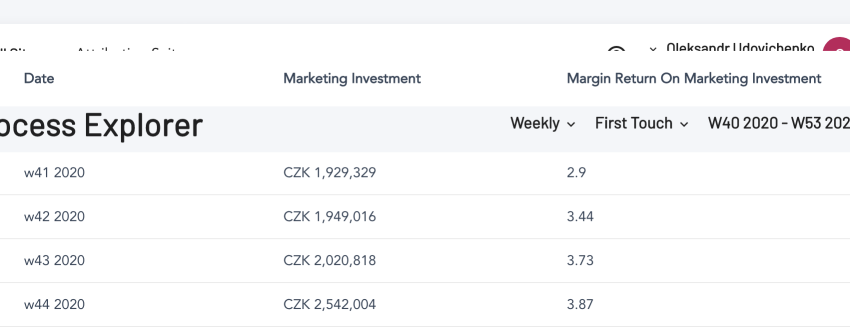 Oleksandr Udovichenko
Date Marketing Investment Margin Return On Marketing Investment
ocess Explorer Weekly First Touch W40 2020 - W53 202
w41 2020 CZK 1,929,329 2.9
w42 2020 CZK 1,949,016 3.44
w43 2020 CZK 2,020,818 3.73
w44 2020 CZK 2,542,004 3.87